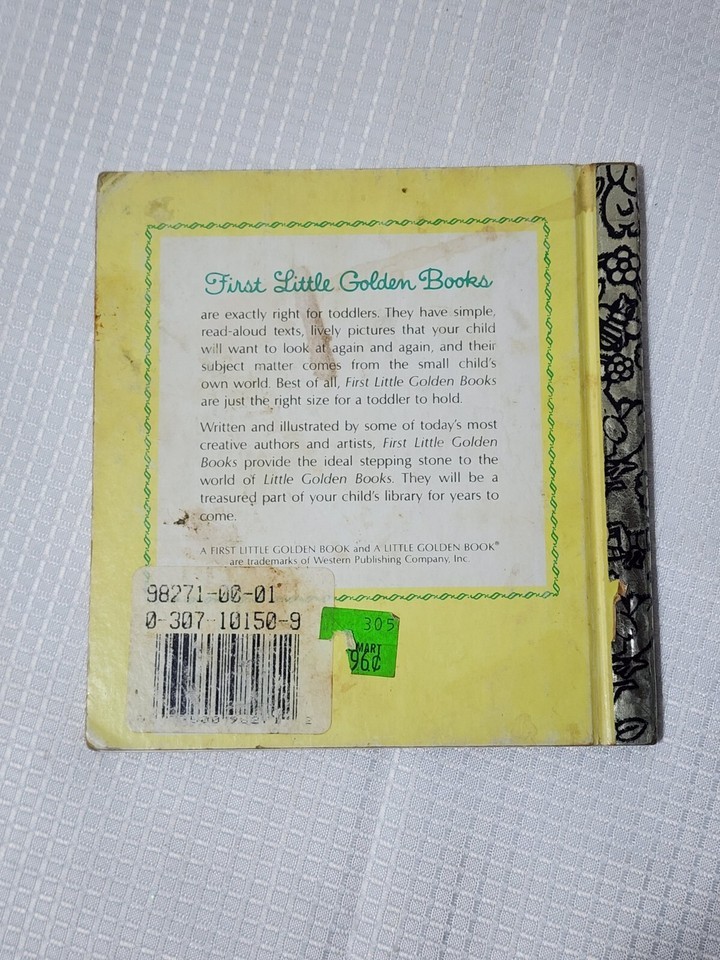 First Little Golden Books
are exactly right for toddlers. They have simple,
read-aloud texts, lively pictures that your child
will want to look at again and again, and their
subject matter comes from the small child's
own world. Best of all, First Little Golden Books
are just the right size for a toddler to hold.
Written and illustrated by some of today's most
creative authors and artists, First Little Golden
Books provide the ideal stepping stone to the
world of Little Golden Books. They will be a
treasured part of your child's library for years to
come.
A FIRST LITTLE GOLDEN BOOK and A LITTLE GOLDEN BOOK®
are trademarks of Western Publishing Company, Inc.
98271-00-01
0-307-10150-9
305
MART
96¢